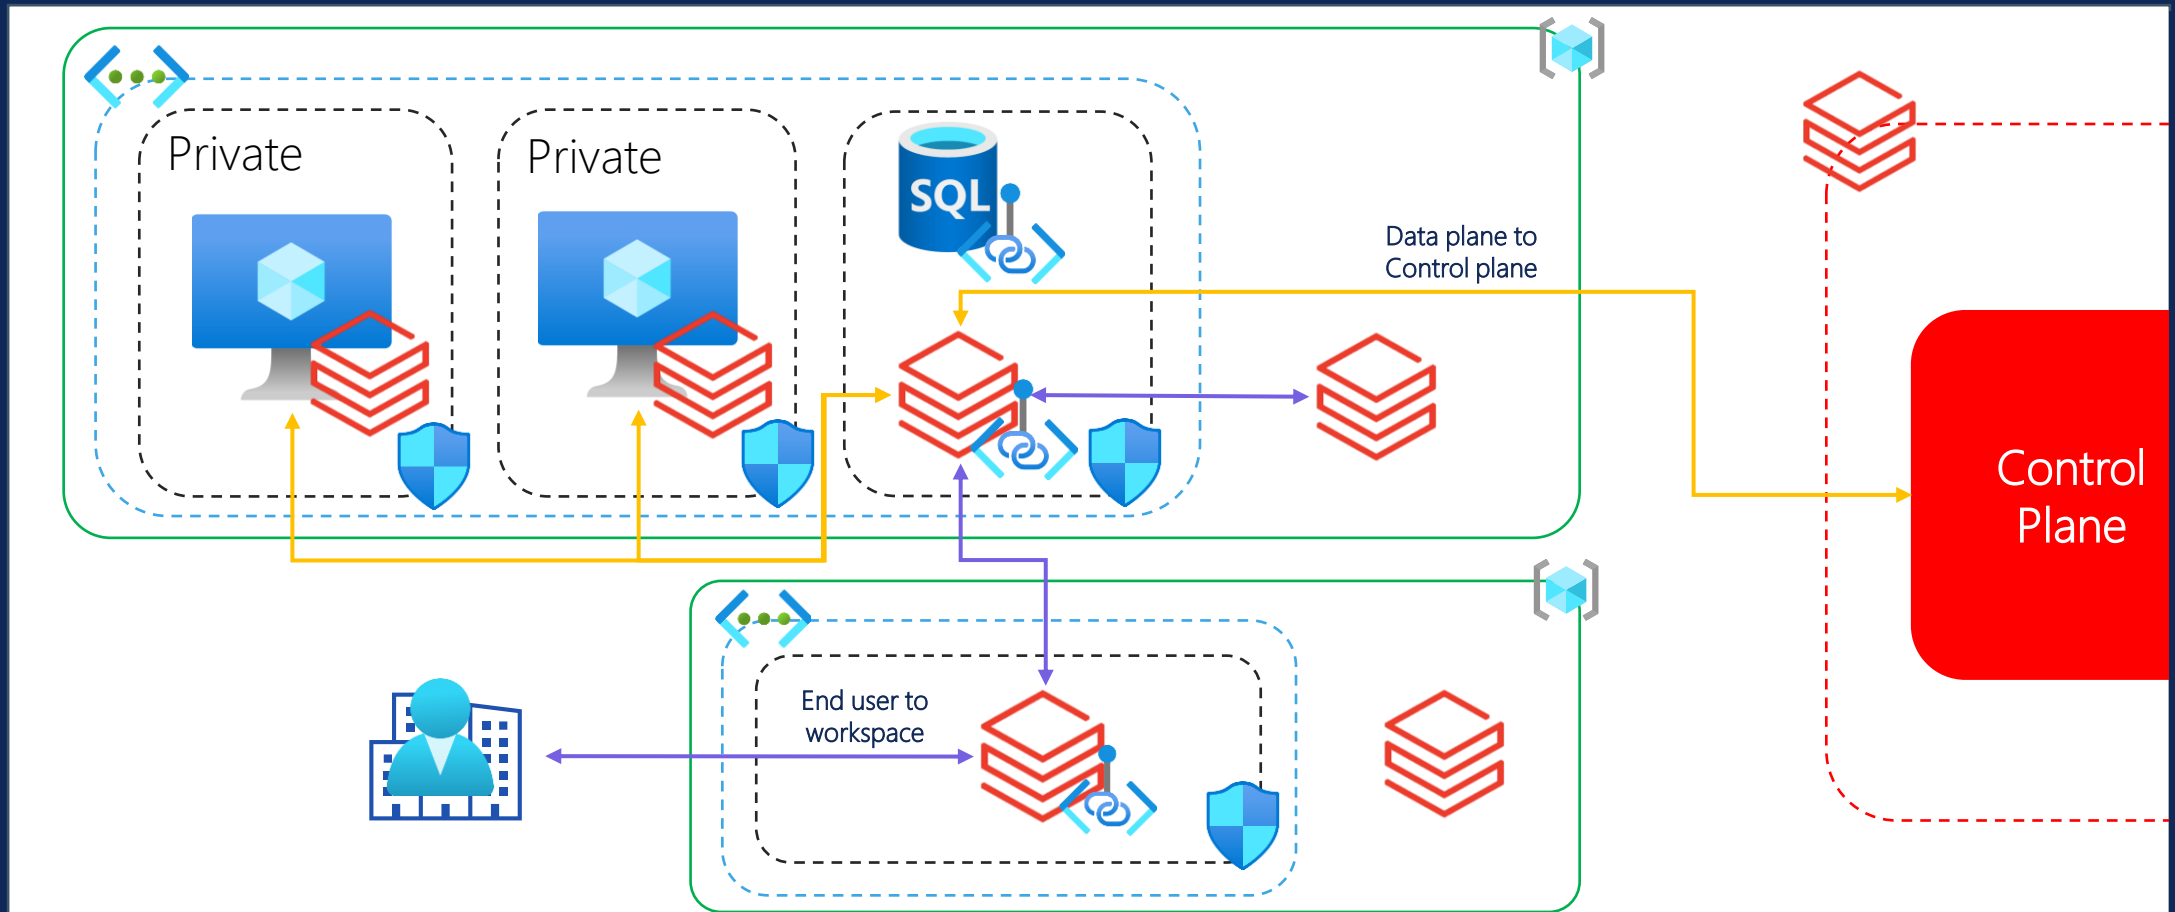 Private
Private
SQL
Data plane to
Control plane
Control
Plane
End user to
workspace